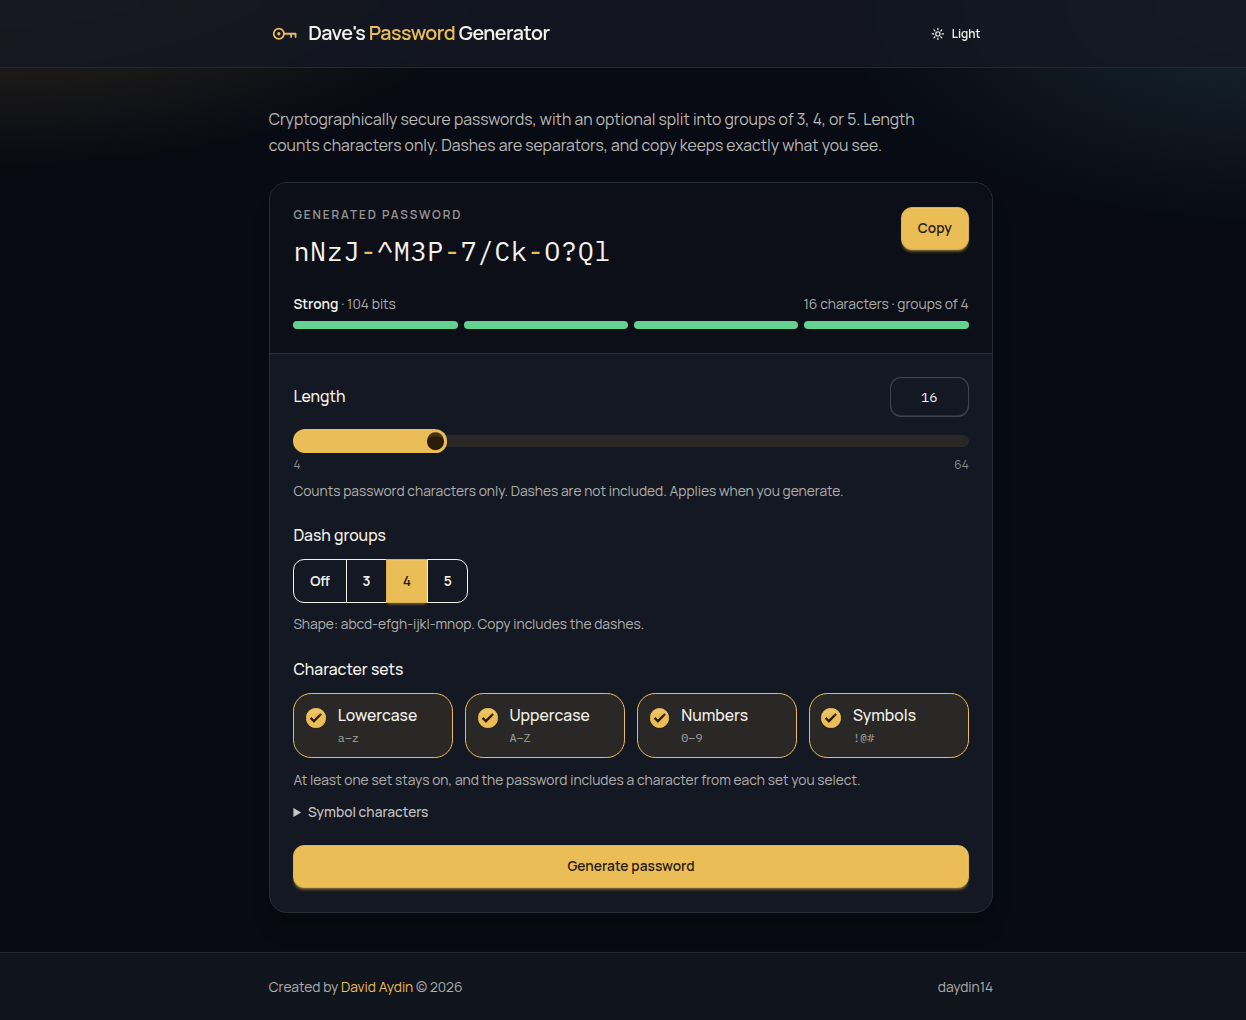 Dave's Password Generator
Light
Cryptographically secure passwords, with an optional split into groups of 3, 4, or 5. Length
counts characters only. Dashes are separators, and copy keeps exactly what you see.
GENERATED PASSWORD
Copy
nNzJ-^M3P-7/Ck-O?Ql
Strong · 104 bits
16 characters · groups of 4
Length
16
4
64
Counts password characters only. Dashes are not included. Applies when you generate.
Dash groups
Off 3 4 5
Shape: abcd-efgh-ijkl-mnop. Copy includes the dashes.
Character sets
Lowercase
a–z
Uppercase
A–Z
Numbers
0–9
Symbols
!@#
At least one set stays on, and the password includes a character from each set you select.
Symbol characters
Generate password
Created by David Aydin © 2026
daydin14